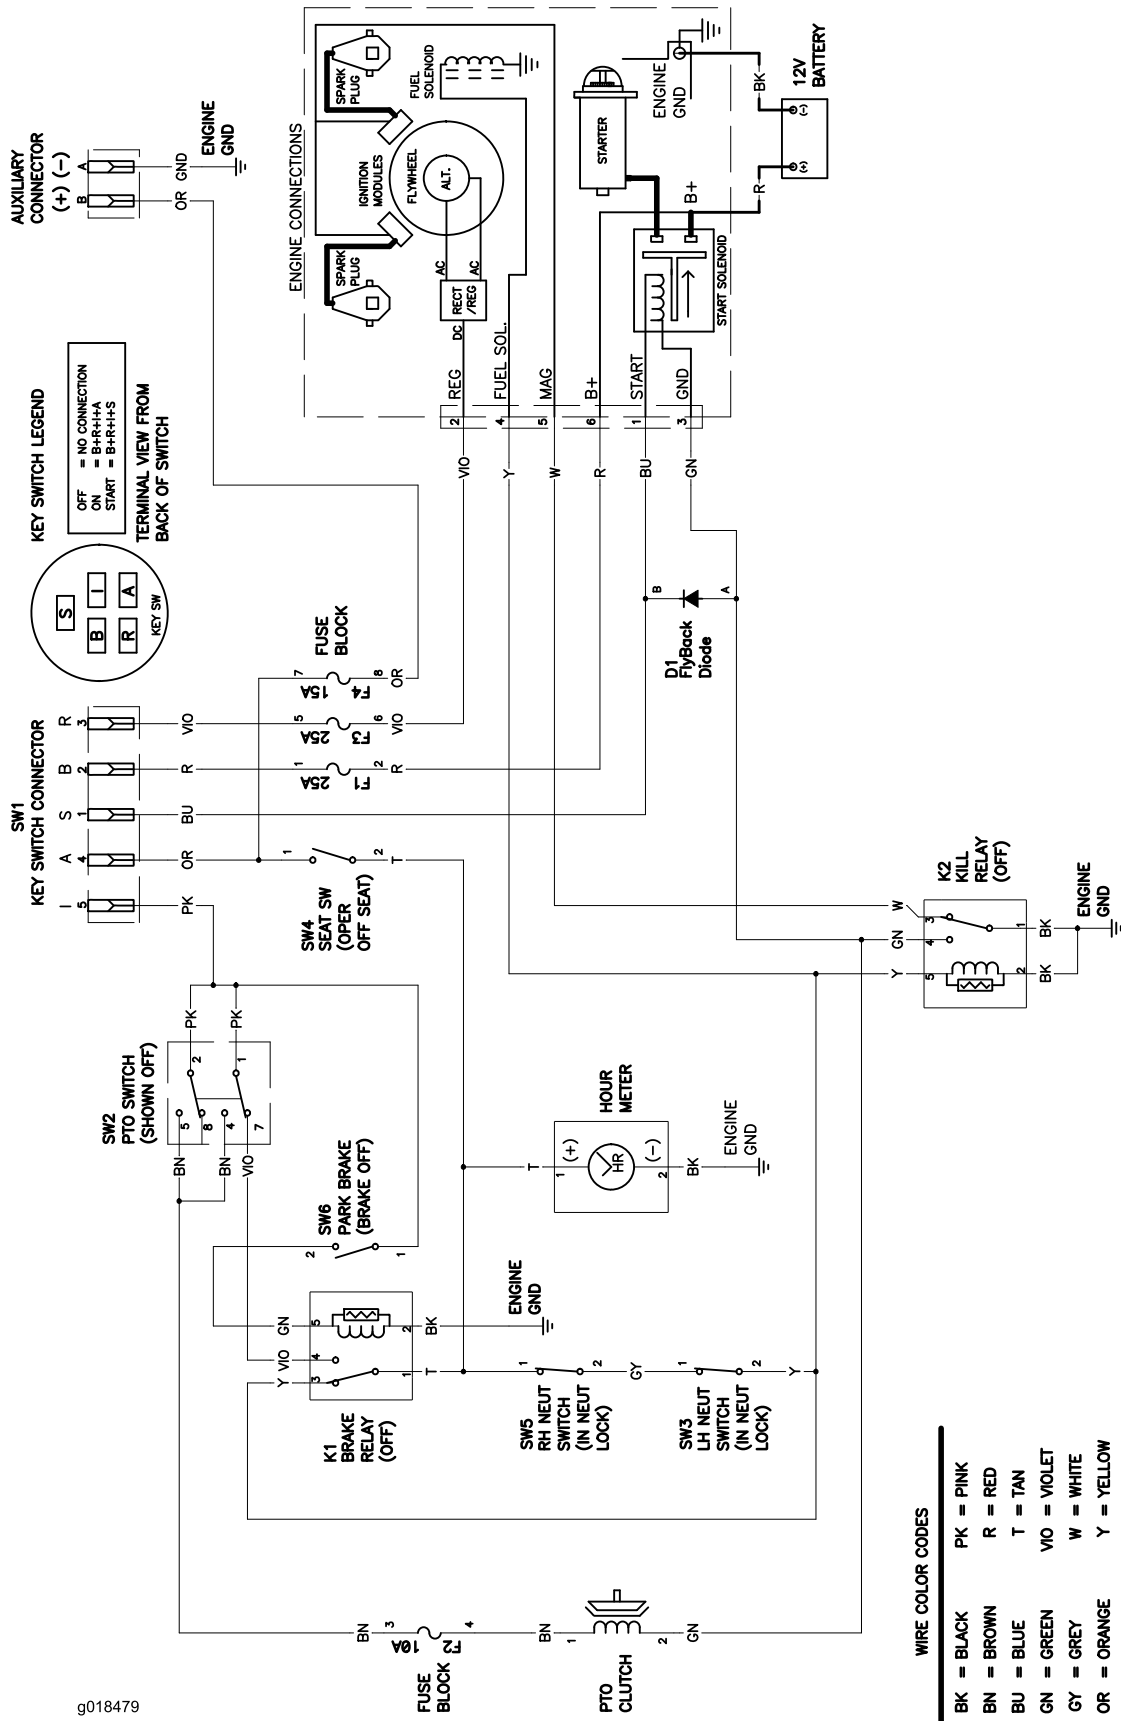 AUXILIARY
CONNECTOR
(+) (-)
B
A
OR
GND
ENGINE
GND
KEY SWITCH LEGEND
OFF = NO CONNECTION
ON = B+R+I+A
START = B+R+I+S
TERMINAL VIEW FROM
BACK OF SWITCH
S
B
I
R
A
KEY SW
SW1
KEY SWITCH CONNECTOR
I
A
S
B
R
5
4
1
2
3
PK
OR
BU
R
VIO
FUSE
BLOCK
1
25A
F1
2
R
5
25A
F3
6
VIO
7
15A
F4
8
OR
ENGINE CONNECTIONS
SPARK
PLUG
SPARK
PLUG
IGNITION
MODULES
FLYWHEEL
ALT.
FUEL
SOLENOID
AC
AC
RECT
/REG
DC
STARTER
ENGINE
GND
START SOLENOID
B+
BK
R
12V
BATTERY
(-)
(+)
REG
FUEL SOL.
MAG
B+
START
GND
2
4
5
6
1
3
VIO
Y
W
R
BU
GN
B
A
D1
FlyBack
Diode
SW4
SEAT SW
(OPER
OFF SEAT)
1
2
T
SW2
PTO SWITCH
(SHOWN OFF)
PK
PK
2
1
5
8
4
7
BN
BN
VIO
SW6
PARK BRAKE
(BRAKE OFF)
2
1
K1
BRAKE
RELAY
(OFF)
Y
VIO
GN
3
4
5
1
2
T
BK
ENGINE
GND
HOUR
METER
T
1
(+)
HR
(-)
2
BK
ENGINE
GND
SW5
RH NEUT
SWITCH
(IN NEUT
LOCK)
1
2
GY
SW3
LH NEUT
SWITCH
(IN NEUT
LOCK)
1
2
Y
K2
KILL
RELAY
(OFF)
W
GN
Y
3
4
5
1
2
BK
BK
ENGINE
GND
FUSE
BLOCK
BN
3
10A
F2
4
BN
PTO
CLUTCH
1
2
GN
WIRE COLOR CODES
BK = BLACK PK = PINK
BN = BROWN R = RED
BU = BLUE T = TAN
GN = GREEN VIO = VIOLET
GY = GREY W = WHITE
OR = ORANGE Y = YELLOW
g018479